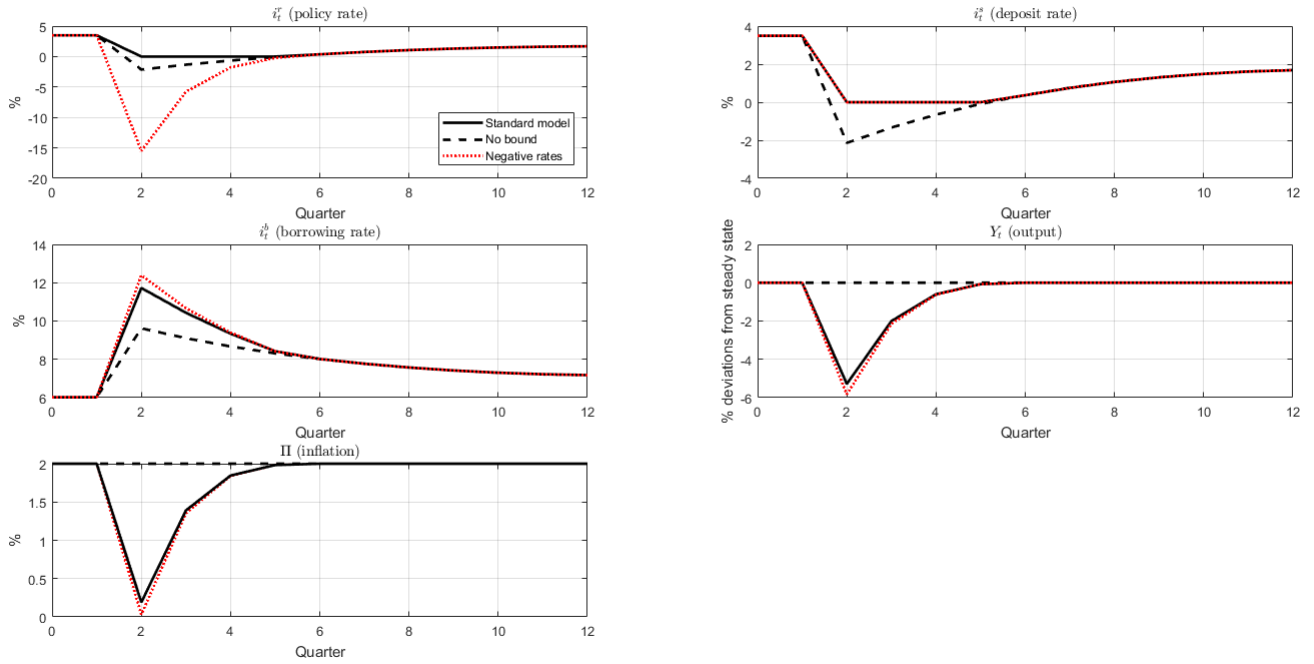 i_t^r (policy rate)
5
0
-5
-10
-15
-20
%
0 2 4 6 8 10 12
Quarter
Standard model
No bound
Negative rates
i_t^s (deposit rate)
4
2
0
-2
-4
%
0 2 4 6 8 10 12
Quarter
i_t^b (borrowing rate)
14
12
10
8
6
%
0 2 4 6 8 10 12
Quarter
Y_t (output)
2
0
-2
-4
-6
% deviations from steady state
0 2 4 6 8 10 12
Quarter
Π (inflation)
2
1.5
1
0.5
0
%
0 2 4 6 8 10 12
Quarter